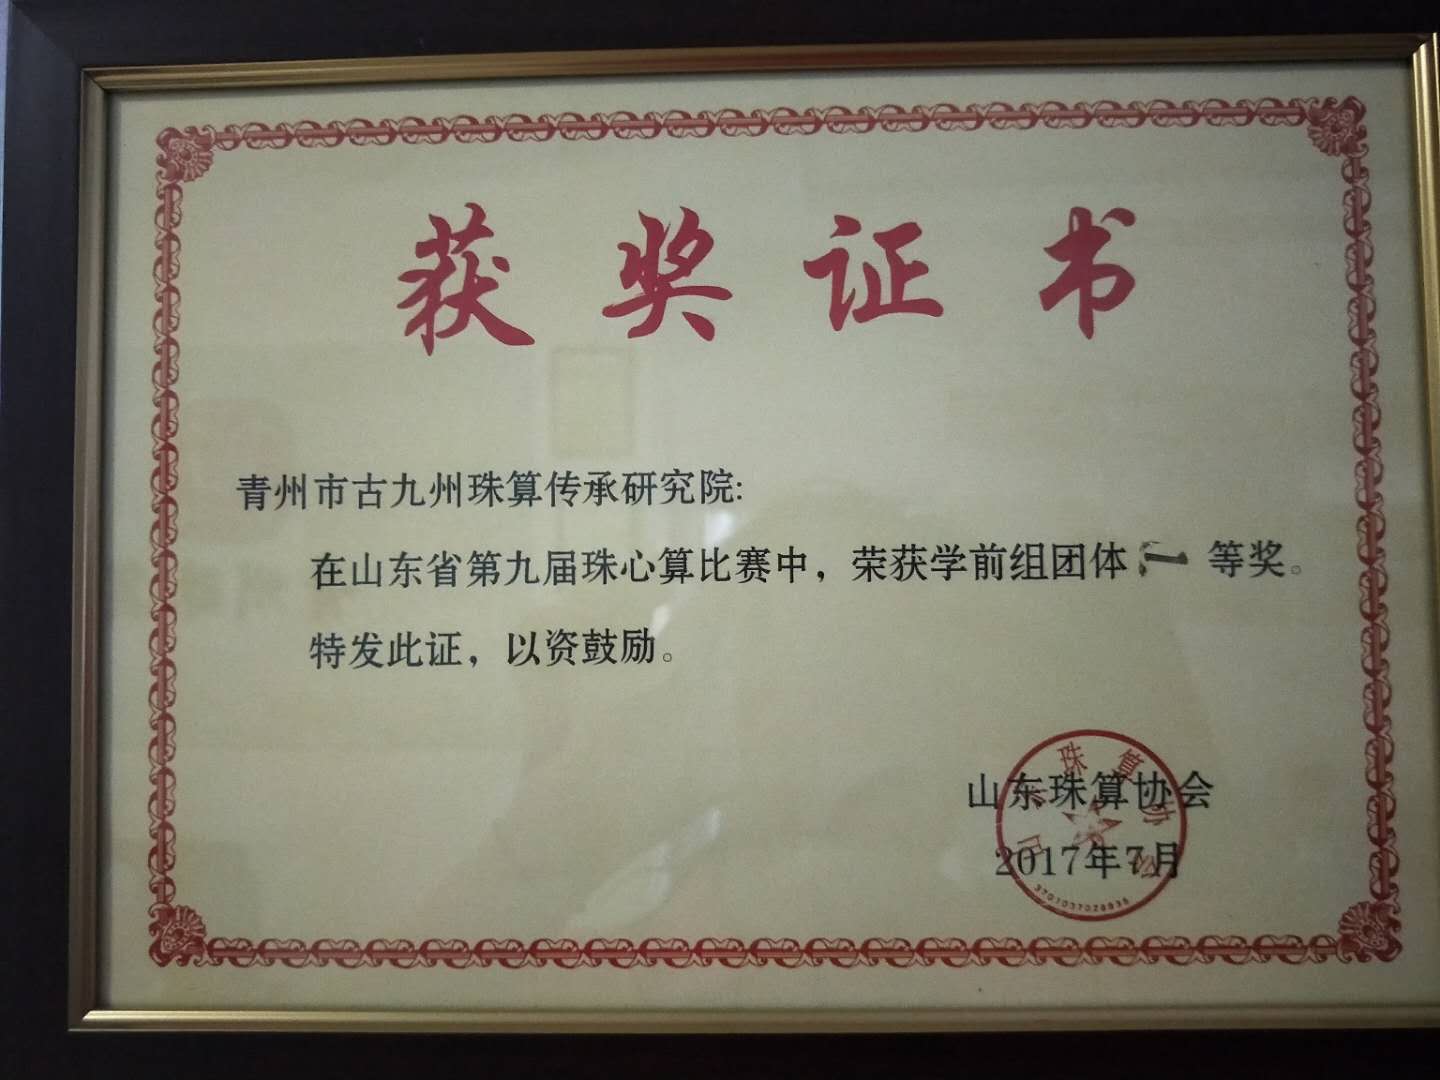 获奖证书
青州市古九州珠算传承研究院:
在山东省第九届珠心算比赛中，荣获学前组团体 一 等奖。
特发此证，以资鼓励。
山东珠算协会
2017年7月